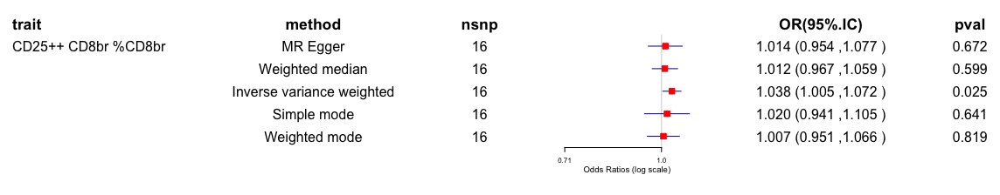 trait method nsnp OR(95%.IC) pval
CD25++ CD8br %CD8br MR Egger 16 1.014 (0.954 ,1.077 ) 0.672
Weighted median 16 1.012 (0.967 ,1.059 ) 0.599
Inverse variance weighted 16 1.038 (1.005 ,1.072 ) 0.025
Simple mode 16 1.020 (0.941 ,1.105 ) 0.641
Weighted mode 16 1.007 (0.951 ,1.066 ) 0.819
0.71 1.0
Odds Ratios (log scale)